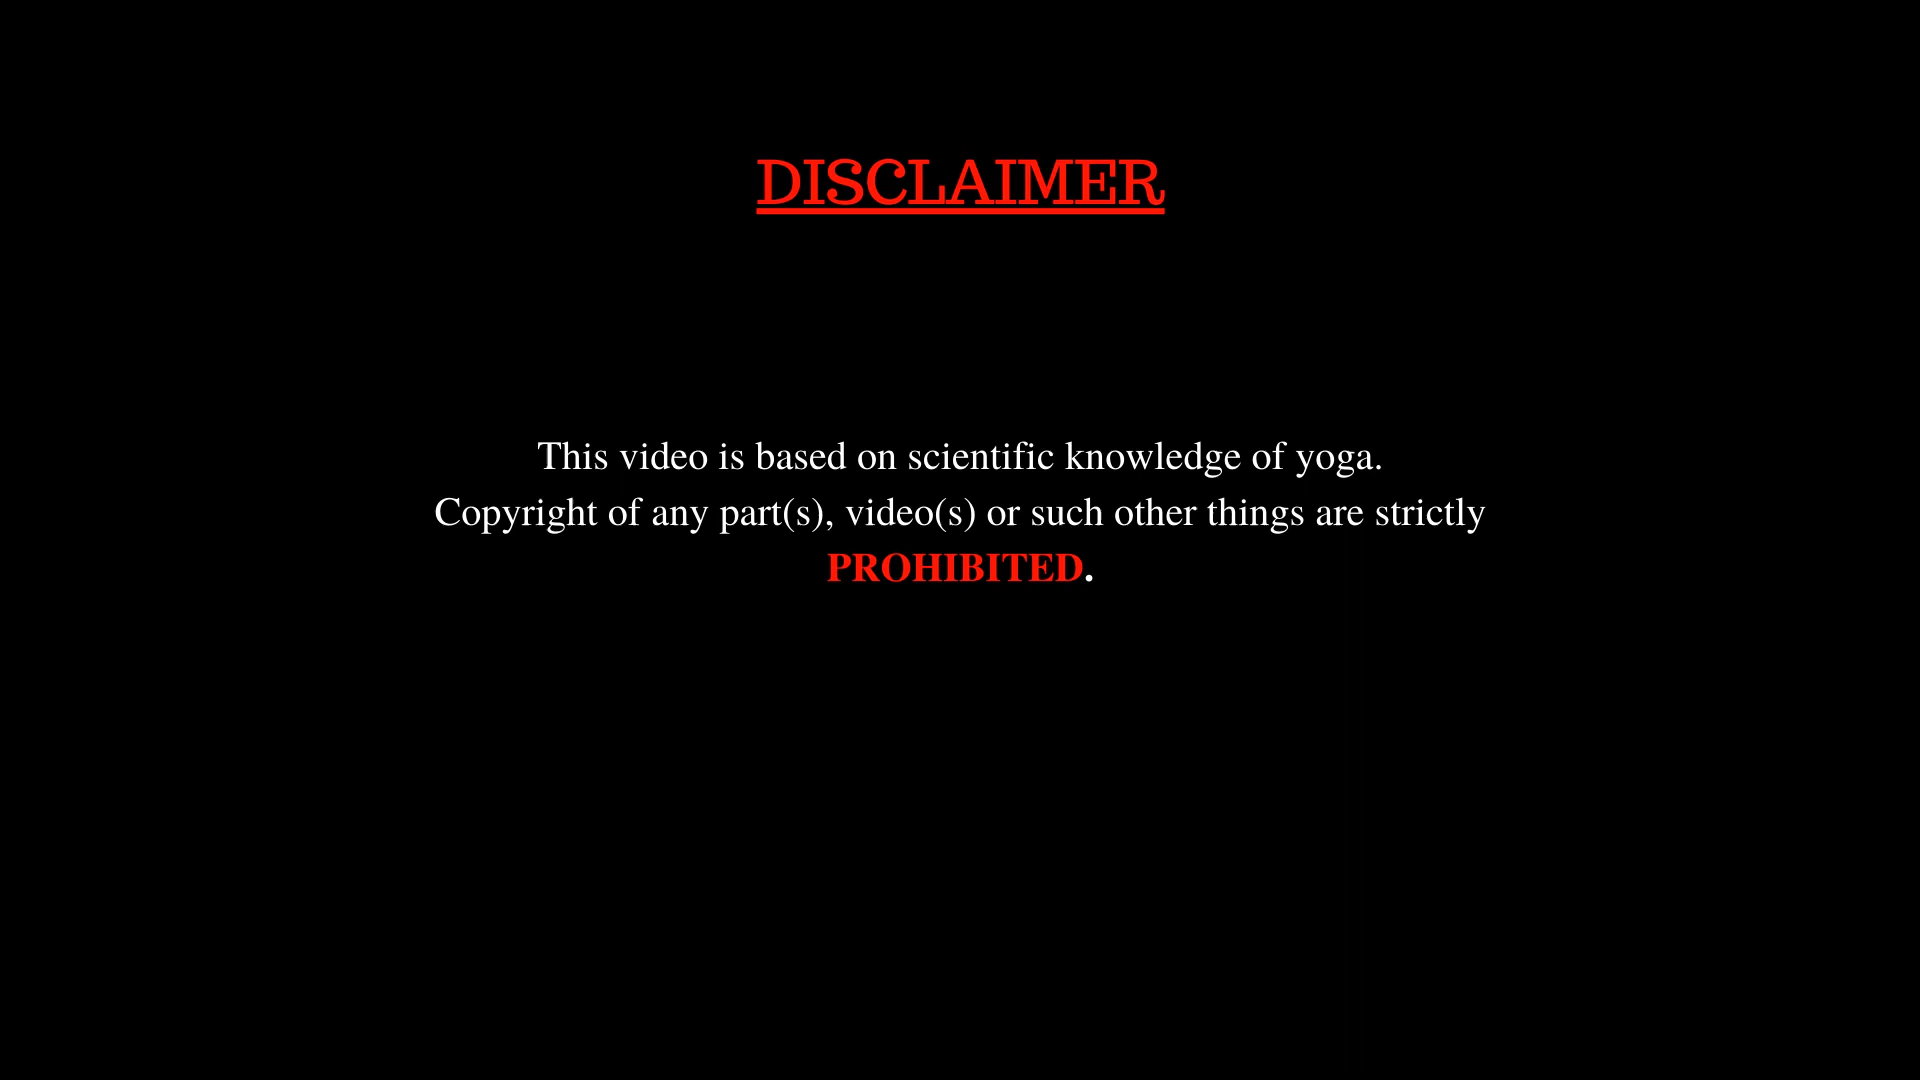 DISCLAIMER
This video is based on scientific knowledge of yoga.
Copyright of any part(s), video(s) or such other things are strictly
PROHIBITED.